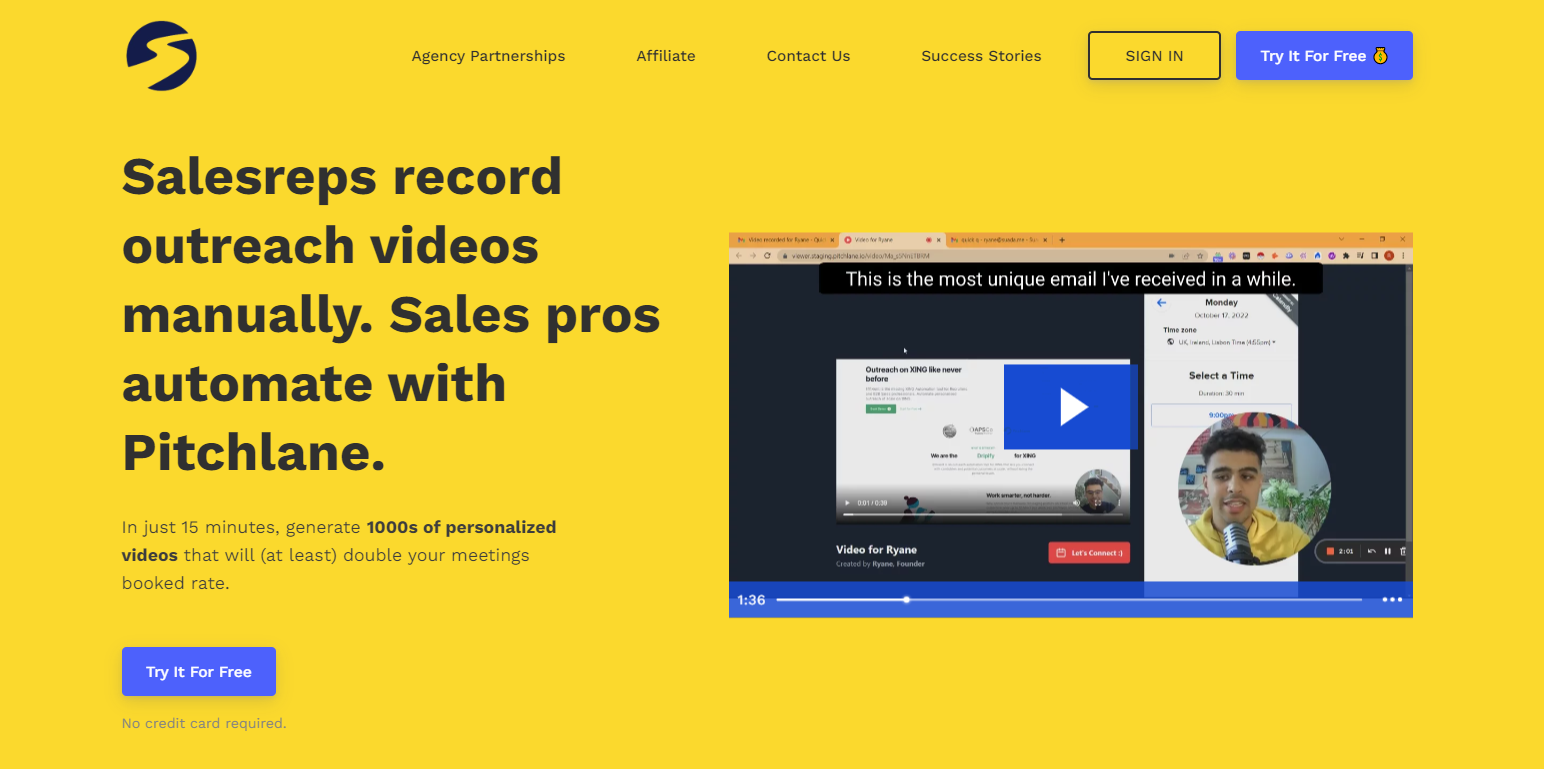 Agency Partnerships
Affiliate
Contact Us
Success Stories
SIGN IN
Try It For Free
Salesreps record
outreach videos
manually. Sales pros
automate with
Pitchlane.
In just 15 minutes, generate 1000s of personalized
videos that will (at least) double your meetings
booked rate.
Try It For Free
No credit card required.
Video for Ryane
This is the most unique email I've received in a while.
Monday
October 17, 2022
Time zone
UK, Ireland, Lisbon Time (4:55pm)
Select a Time
Duration: 30 min
9:00pm
Outreach on XING like never
before
We are the
for XING
Work smarter, not harder.
0:01 / 0:38
Video for Ryane
Created by Ryane, Founder
Let's Connect :)
2:01
1:36